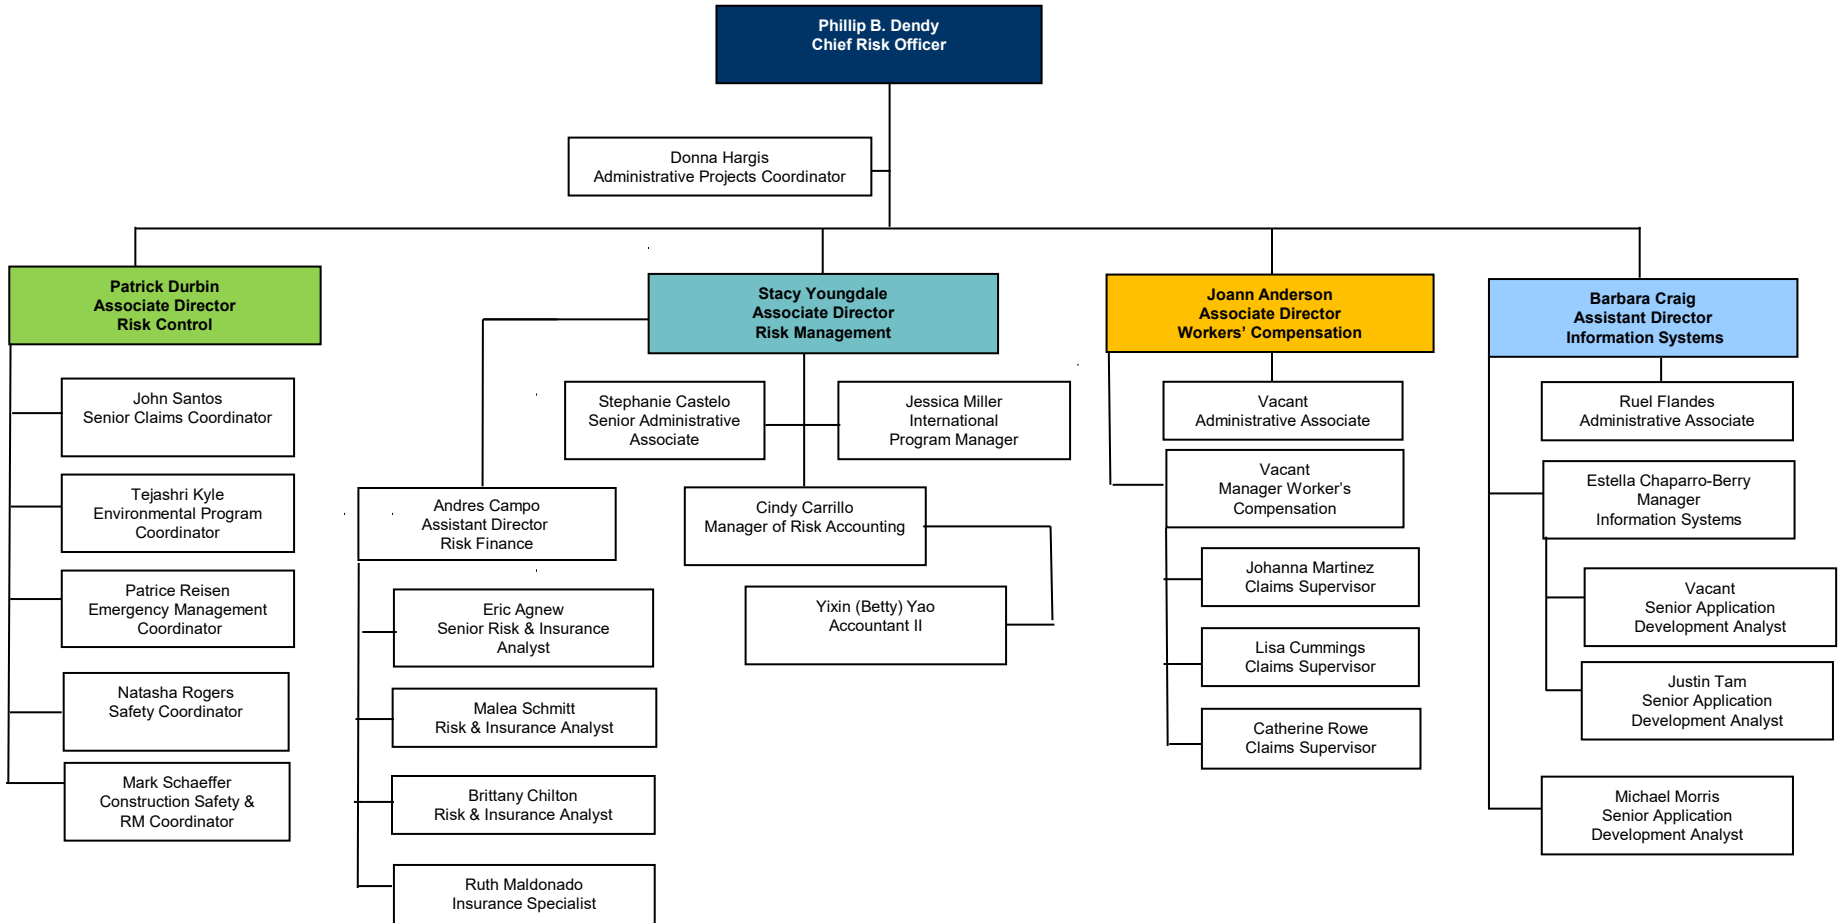 Phillip B. Dendy
Chief Risk Officer
Donna Hargis
Administrative Projects Coordinator
Patrick Durbin
Associate Director
Risk Control
John Santos
Senior Claims Coordinator
Tejashri Kyle
Environmental Program
Coordinator
Patrice Reisen
Emergency Management
Coordinator
Natasha Rogers
Safety Coordinator
Mark Schaeffer
Construction Safety &
RM Coordinator
Stacy Youngdale
Associate Director
Risk Management
Stephanie Castelo
Senior Administrative
Associate
Jessica Miller
International
Program Manager
Andres Campo
Assistant Director
Risk Finance
Eric Agnew
Senior Risk & Insurance
Analyst
Malea Schmitt
Risk & Insurance Analyst
Brittany Chilton
Risk & Insurance Analyst
Ruth Maldonado
Insurance Specialist
Cindy Carrillo
Manager of Risk Accounting
Yixin (Betty) Yao
Accountant II
Joann Anderson
Associate Director
Workers’ Compensation
Vacant
Administrative Associate
Vacant
Manager Worker’s
Compensation
Johanna Martinez
Claims Supervisor
Lisa Cummings
Claims Supervisor
Catherine Rowe
Claims Supervisor
Barbara Craig
Assistant Director
Information Systems
Ruel Flandes
Administrative Associate
Estella Chaparro-Berry
Manager
Information Systems
Vacant
Senior Application
Development Analyst
Justin Tam
Senior Application
Development Analyst
Michael Morris
Senior Application
Development Analyst